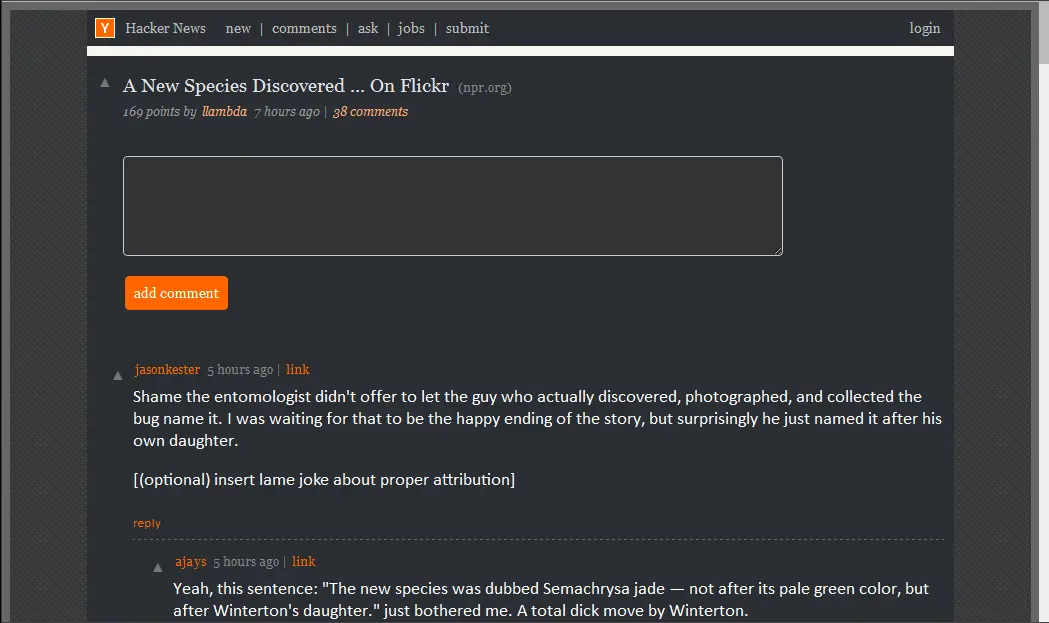 Y Hacker News new | comments | ask | jobs | submit login
▲ A New Species Discovered ... On Flickr (npr.org)
169 points by llambda 7 hours ago | 38 comments
add comment
▲ jasonkester 5 hours ago | link
Shame the entomologist didn't offer to let the guy who actually discovered, photographed, and collected the
bug name it. I was waiting for that to be the happy ending of the story, but surprisingly he just named it after his
own daughter.
[(optional) insert lame joke about proper attribution]
reply
▲ ajays 5 hours ago | link
Yeah, this sentence: "The new species was dubbed Semachrysa jade — not after its pale green color, but
after Winterton's daughter." just bothered me. A total dick move by Winterton.